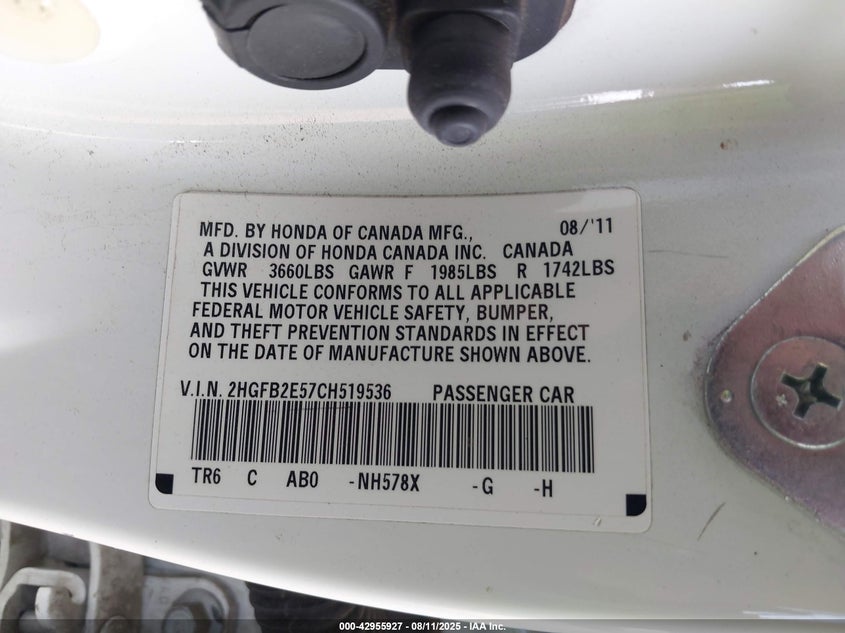 MFD. BY HONDA OF CANADA MFG., 08/'11
A DIVISION OF HONDA CANADA INC. CANADA
GVWR 3660LBS GAWR F 1985LBS R 1742LBS
THIS VEHICLE CONFORMS TO ALL APPLICABLE
FEDERAL MOTOR VEHICLE SAFETY, BUMPER,
AND THEFT PREVENTION STANDARDS IN EFFECT
ON THE DATE OF MANUFACTURE SHOWN ABOVE.
V.I.N. 2HGFB2E57CH519536 PASSENGER CAR
TR6 C AB0 -NH578X -G -H
000-42955927 - 08/11/2025 - IAA Inc.